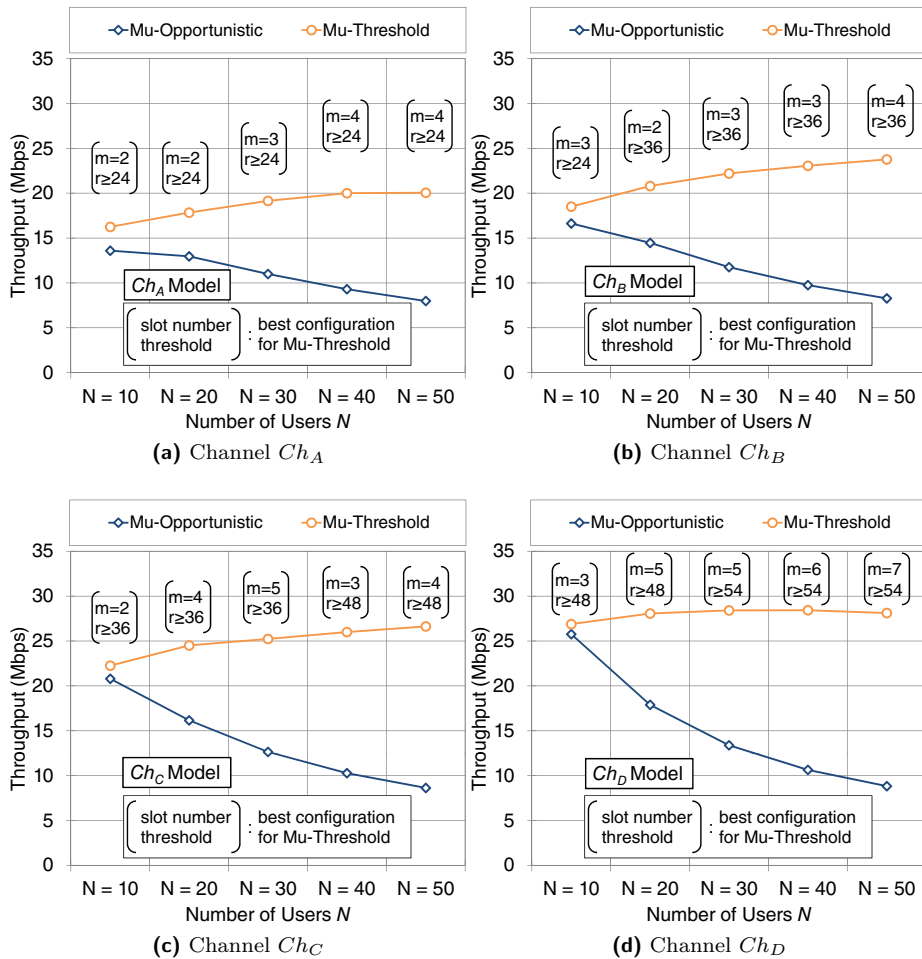 Mu-Opportunistic Mu-Threshold
Throughput (Mbps)
35
30
25
20
15
10
5
0
m=2 r≥24
m=2 r≥24
m=3 r≥24
m=4 r≥24
m=4 r≥24
Ch_A Model
slot number threshold : best configuration for Mu-Threshold
N = 10 N = 20 N = 30 N = 40 N = 50
Number of Users N
(a) Channel Ch_A
Mu-Opportunistic Mu-Threshold
Throughput (Mbps)
35
30
25
20
15
10
5
0
m=3 r≥24
m=2 r≥36
m=3 r≥36
m=3 r≥36
m=4 r≥36
Ch_B Model
slot number threshold : best configuration for Mu-Threshold
N = 10 N = 20 N = 30 N = 40 N = 50
Number of Users N
(b) Channel Ch_B
Mu-Opportunistic Mu-Threshold
Throughput (Mbps)
35
30
25
20
15
10
5
0
m=2 r≥36
m=4 r≥36
m=5 r≥36
m=3 r≥48
m=4 r≥48
Ch_C Model
slot number threshold : best configuration for Mu-Threshold
N = 10 N = 20 N = 30 N = 40 N = 50
Number of Users N
(c) Channel Ch_C
Mu-Opportunistic Mu-Threshold
Throughput (Mbps)
35
30
25
20
15
10
5
0
m=3 r≥48
m=5 r≥48
m=5 r≥54
m=6 r≥54
m=7 r≥54
Ch_D Model
slot number threshold : best configuration for Mu-Threshold
N = 10 N = 20 N = 30 N = 40 N = 50
Number of Users N
(d) Channel Ch_D